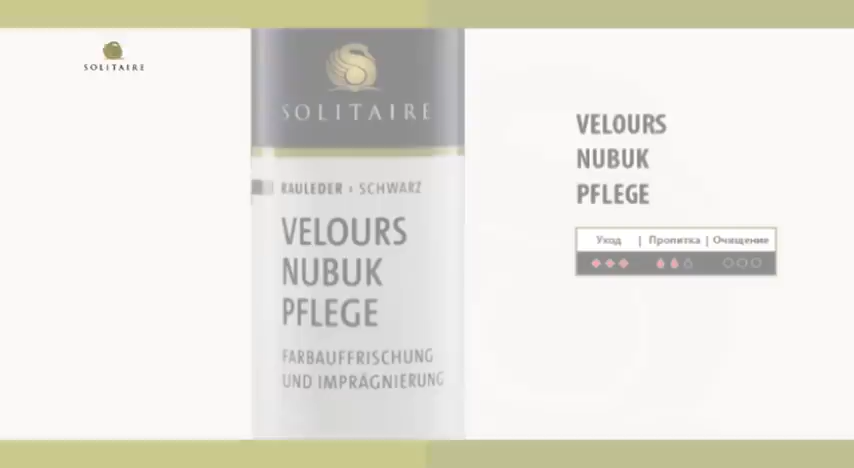 SOLITAIRE
SOLITAIRE
RAULEDER › SCHWARZ
VELOURS
NUBUK
PFLEGE
FARBAUFFRISCHUNG
UND IMPRÄGNIERUNG
VELOURS
NUBUK
PFLEGE
Уход | Пропитка | Очищение